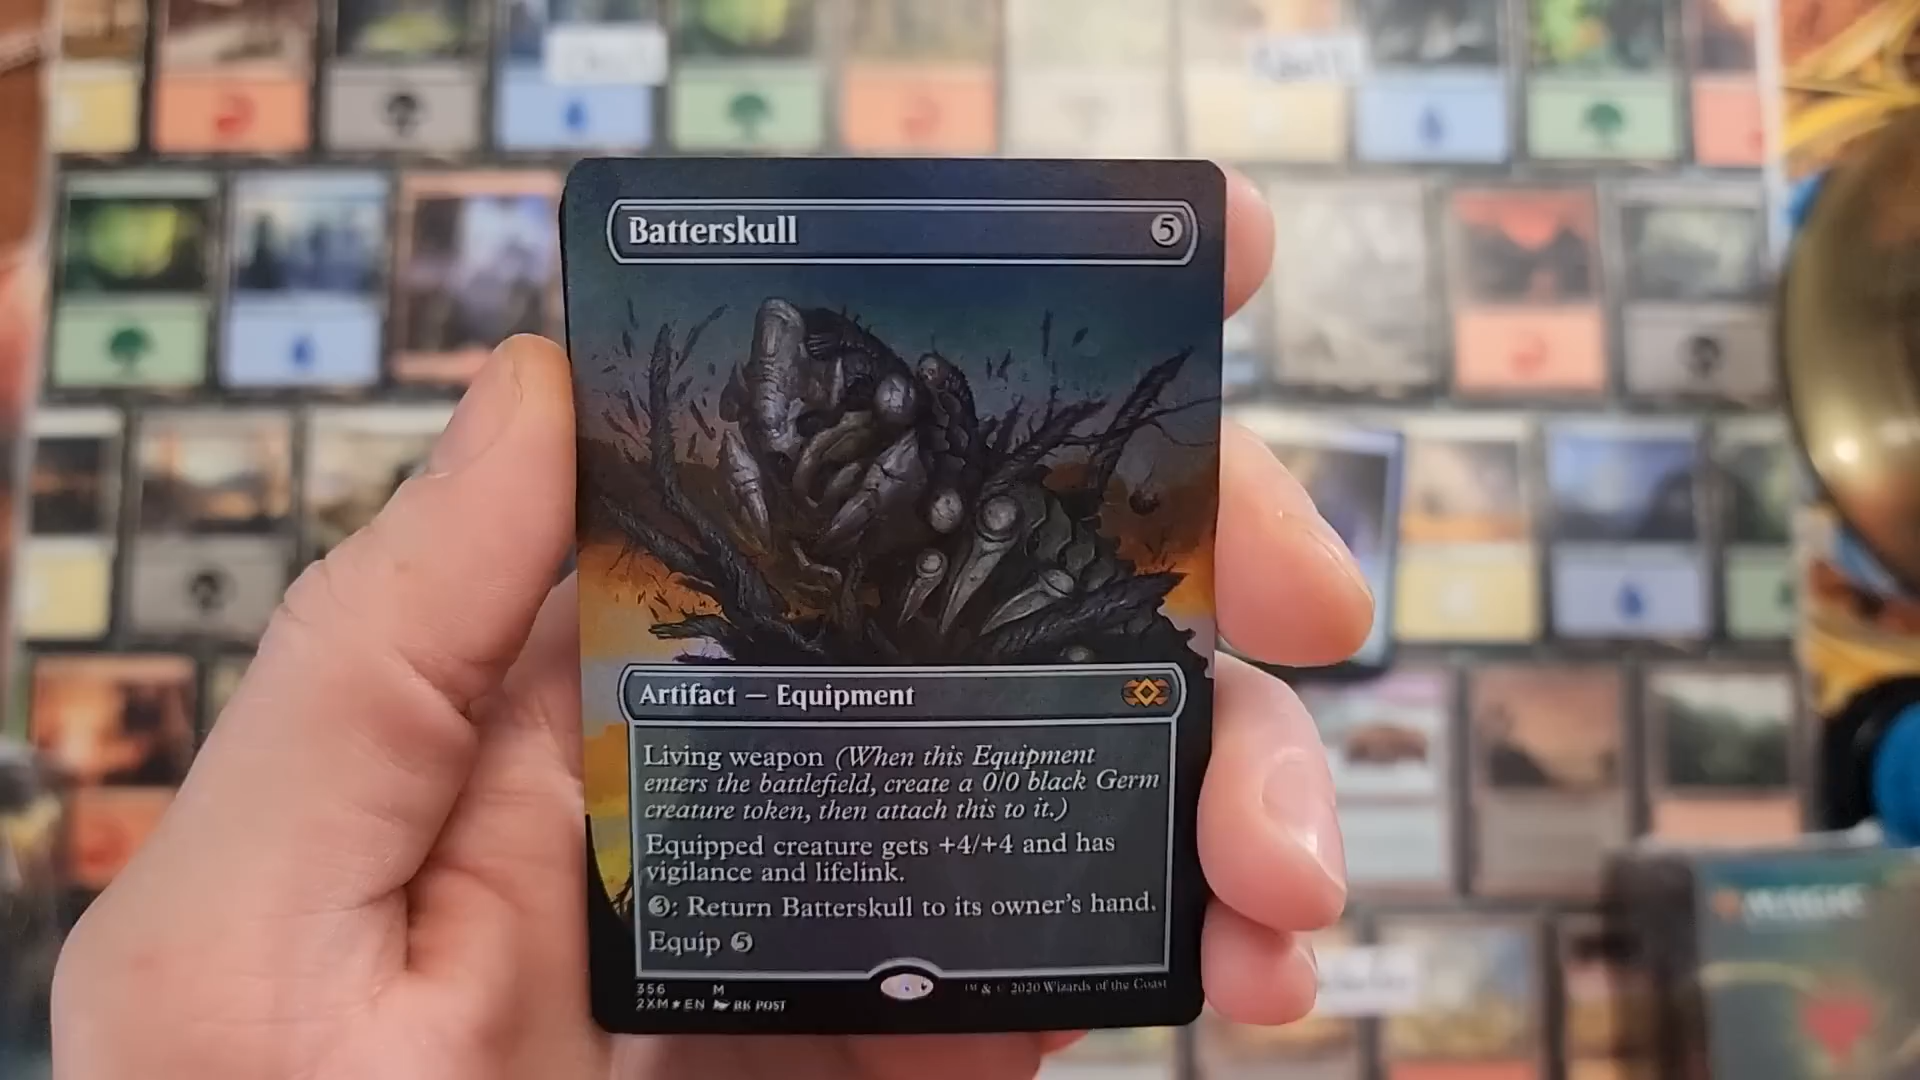 Batterskull 5
Artifact — Equipment
Living weapon (When this Equipment
enters the battlefield, create a 0/0 black Germ
creature token, then attach this to it.)
Equipped creature gets +4/+4 and has
vigilance and lifelink.
3: Return Batterskull to its owner's hand.
Equip 5
356 M
2XM★EN BK POST
™ & © 2020 Wizards of the Coast
MAGIC